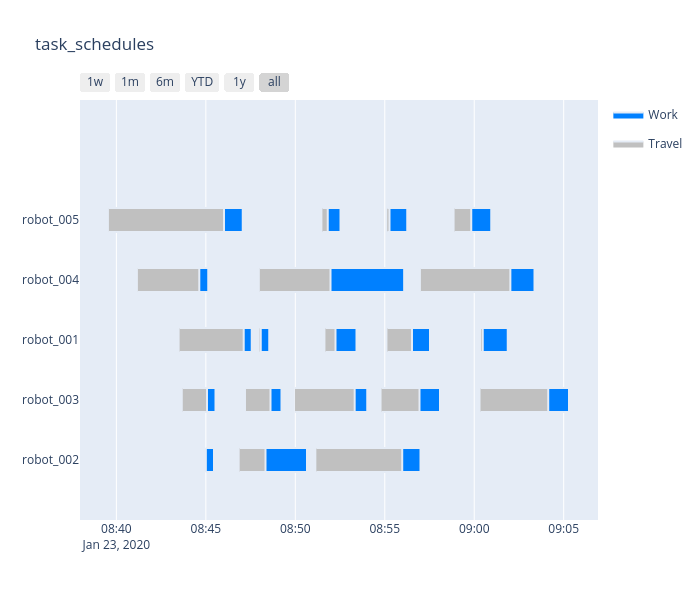 task_schedules
1w 1m 6m YTD 1y all
Work
Travel
robot_005
robot_004
robot_001
robot_003
robot_002
08:40 08:45 08:50 08:55 09:00 09:05
Jan 23, 2020